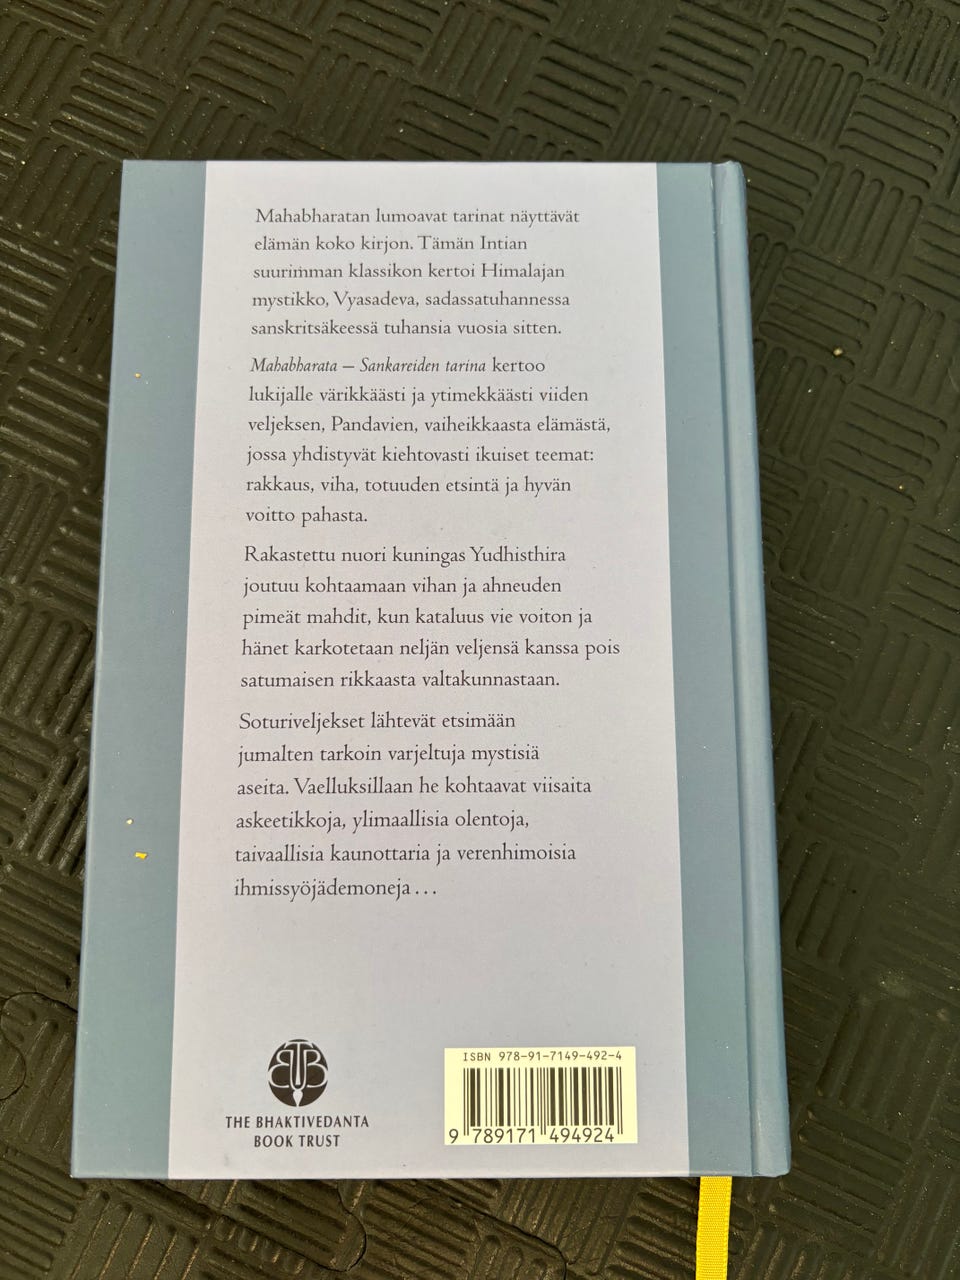 Mahabharatan lumoavat tarinat näyttävät
elämän koko kirjon. Tämän Intian
suurimman klassikon kertoi Himalajan
mystikko, Vyasadeva, sadassatuhannessa
sanskritsäkeessä tuhansia vuosia sitten.
Mahabharata – Sankareiden tarina kertoo
lukijalle värikkäästi ja ytimekkäästi viiden
veljeksen, Pandavien, vaiheikkaasta elämästä,
jossa yhdistyvät kiehtovasti ikuiset teemat:
rakkaus, viha, totuuden etsintä ja hyvän
voitto pahasta.
Rakastettu nuori kuningas Yudhisthira
joutuu kohtaamaan vihan ja ahneuden
pimeät mahdit, kun kataluus vie voiton ja
hänet karkotetaan neljän veljensä kanssa pois
satumaisen rikkaasta valtakunnastaan.
Soturiveljekset lähtevät etsimään
jumalten tarkoin varjeltuja mystisiä
aseita. Vaelluksillaan he kohtaavat viisaita
askeetikkoja, ylimaallisia olentoja,
taivaallisia kaunottaria ja verenhimoisia
ihmissyöjädemoneja . . .
BTB
THE BHAKTIVEDANTA
BOOK TRUST
ISBN 978-91-7149-492-4
9 789171 494924